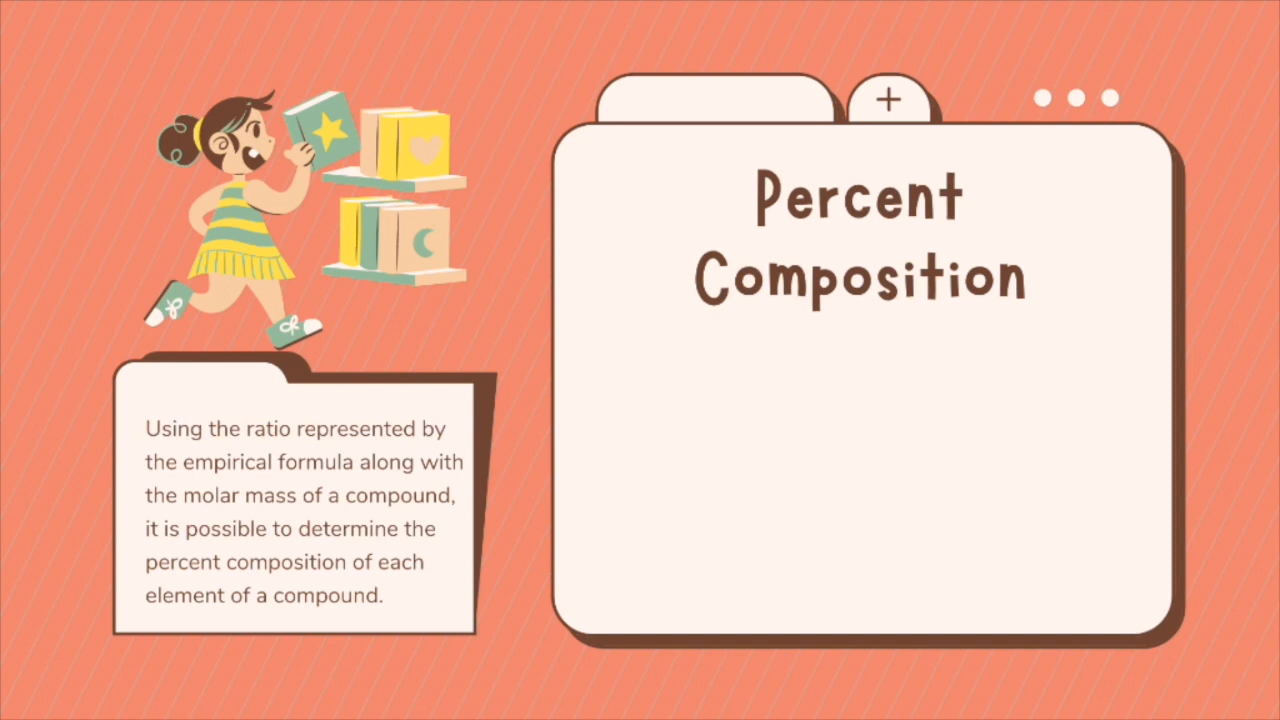 Percent
Composition
Using the ratio represented by
the empirical formula along with
the molar mass of a compound,
it is possible to determine the
percent composition of each
element of a compound.